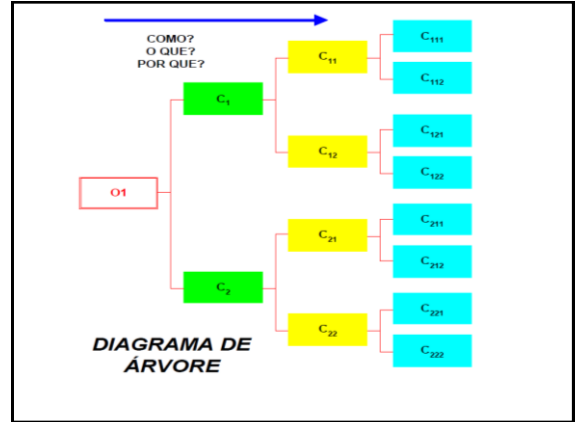 COMO?
O QUE?
POR QUE?
O1
C1
C2
C11
C12
C21
C22
C111
C112
C121
C122
C211
C212
C221
C222
DIAGRAMA DE
ÁRVORE